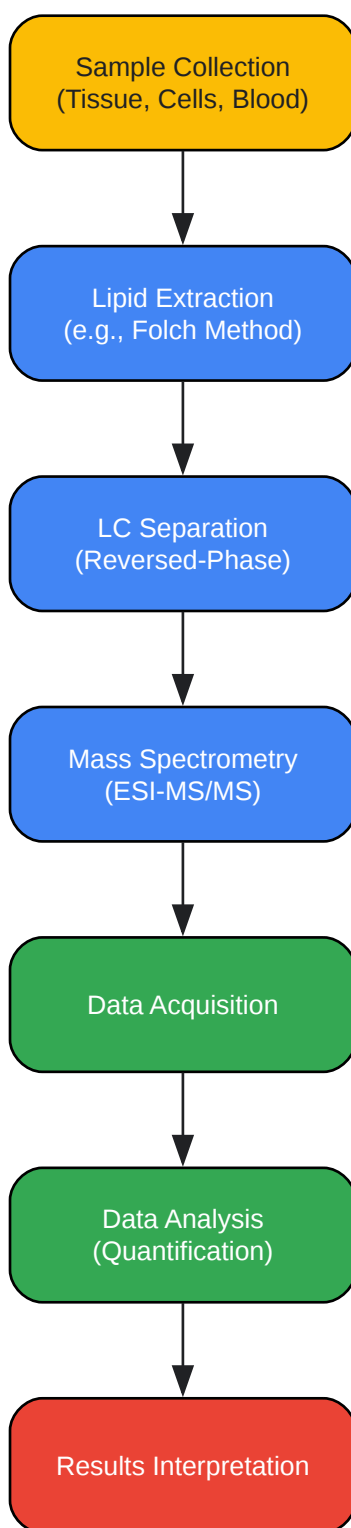 Sample Collection
(Tissue, Cells, Blood)
Lipid Extraction
(e.g., Folch Method)
LC Separation
(Reversed-Phase)
Mass Spectrometry
(ESI-MS/MS)
Data Acquisition
Data Analysis
(Quantification)
Results Interpretation